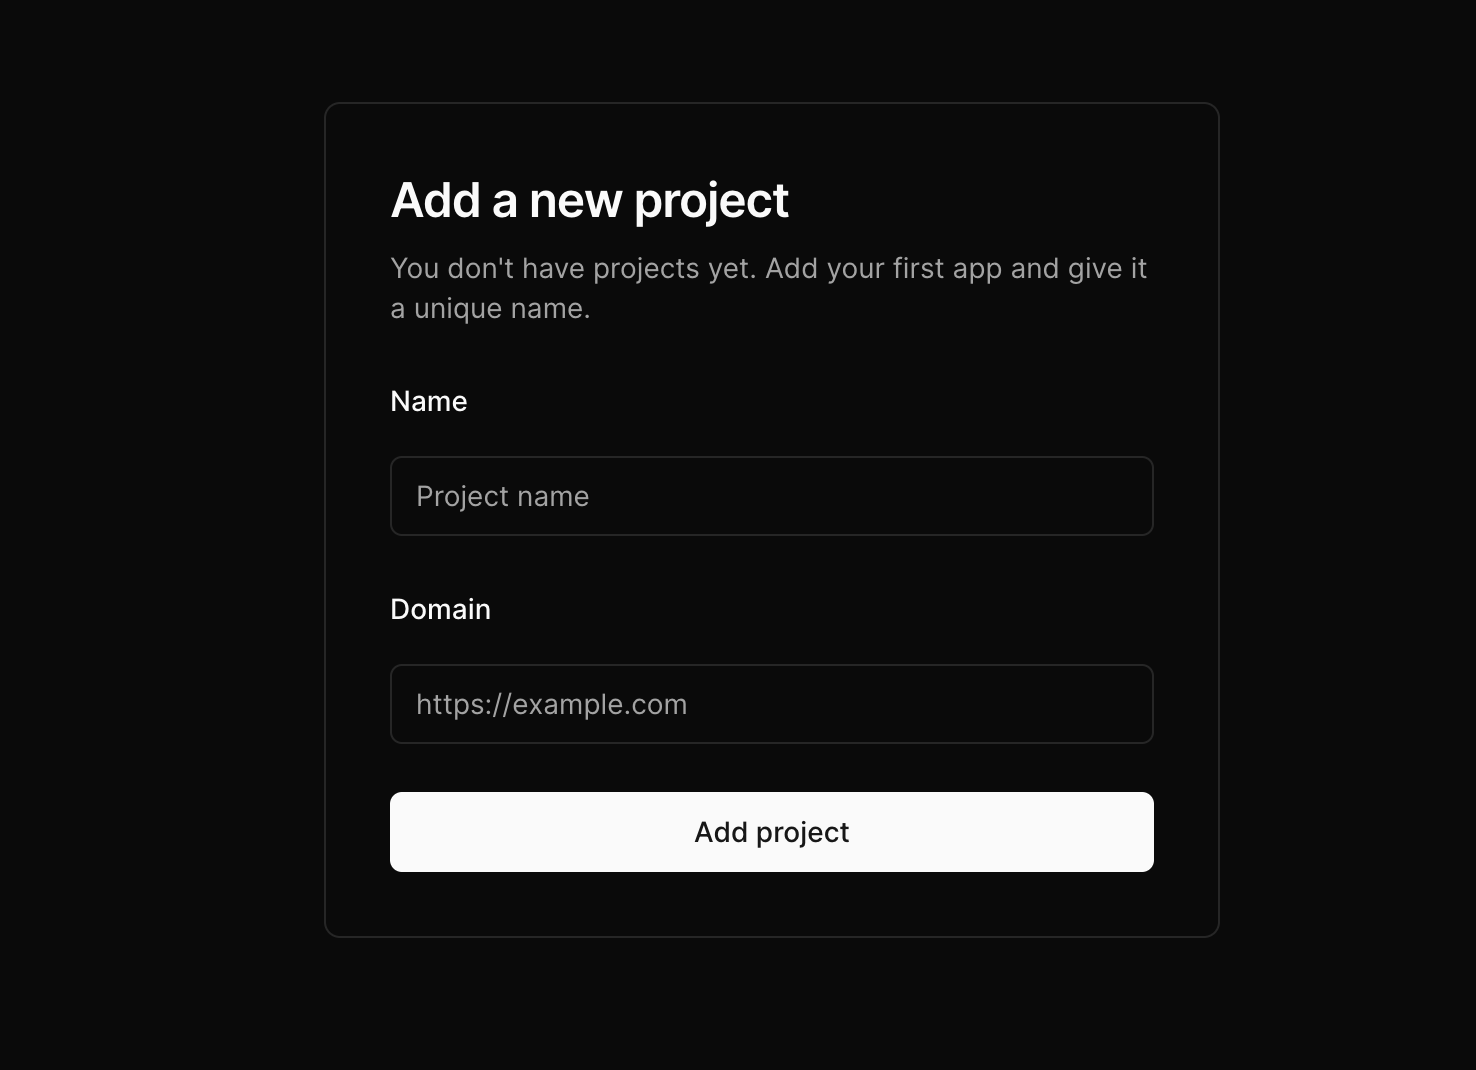 Add a new project
You don't have projects yet. Add your first app and give it
a unique name.
Name
Project name
Domain
https://example.com
Add project